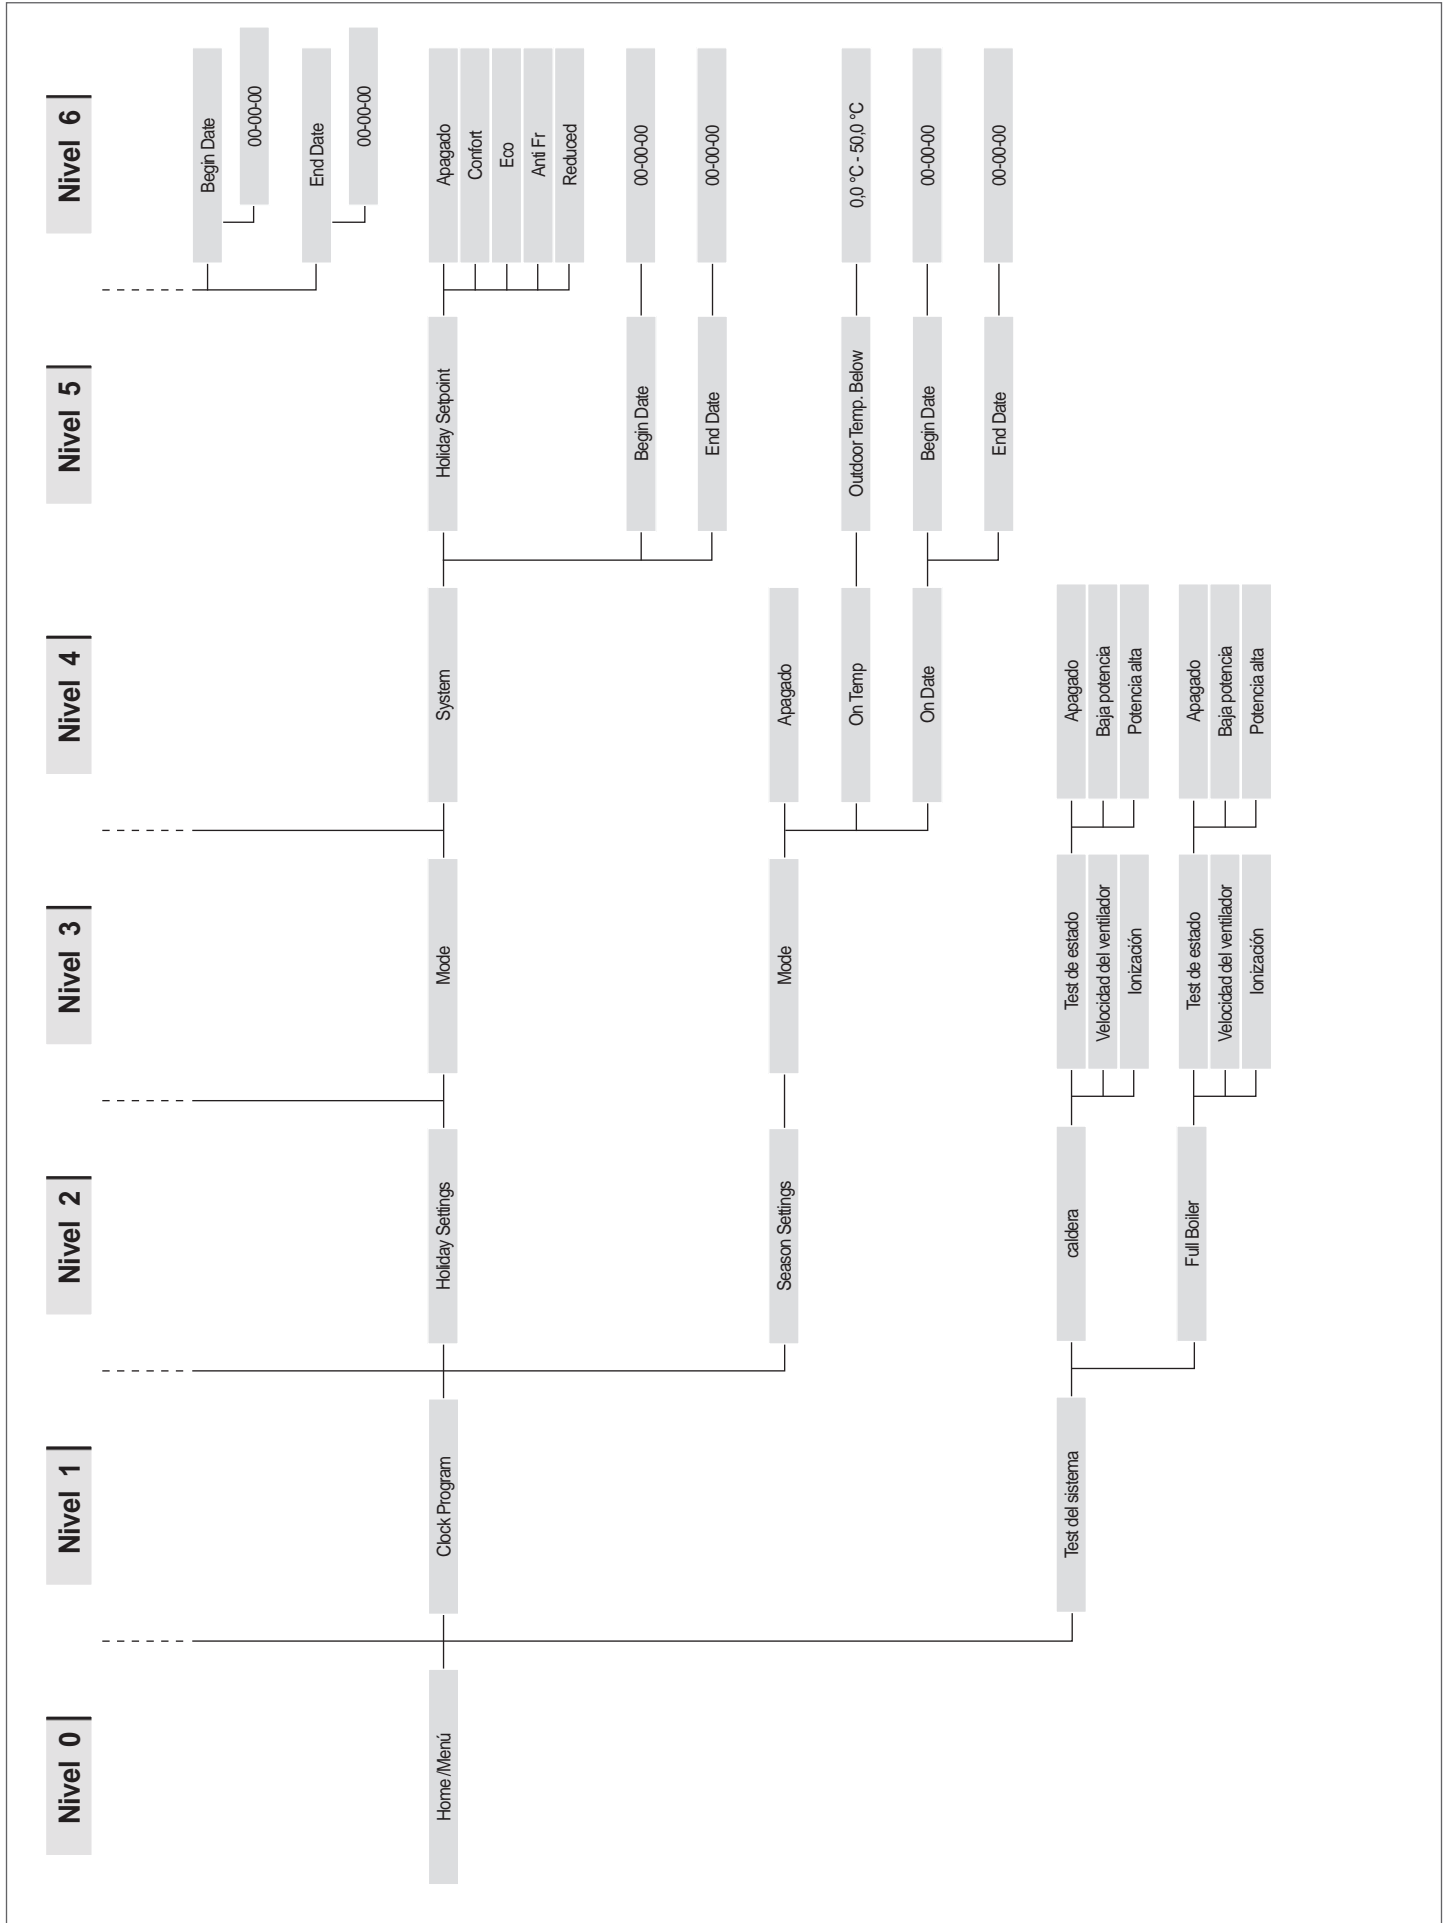 Nivel 0
Nivel 1
Nivel 2
Nivel 3
Nivel 4
Nivel 5
Nivel 6
Begin Date
00-00-00
End Date
00-00-00
Home /Menú
Clock Program
Holiday Settings
Mode
System
Holiday Setpoint
Apagado
Confort
Eco
Anti Fr
Reduced
Begin Date
00-00-00
End Date
00-00-00
Season Settings
Mode
Apagado
On Temp
Outdoor Temp. Below
0,0 °C - 50,0 °C
On Date
Begin Date
00-00-00
End Date
00-00-00
Test del sistema
caldera
Test de estado
Velocidad del ventilador
Ionización
Apagado
Baja potencia
Potencia alta
Full Boiler
Test de estado
Velocidad del ventilador
Ionización
Apagado
Baja potencia
Potencia alta